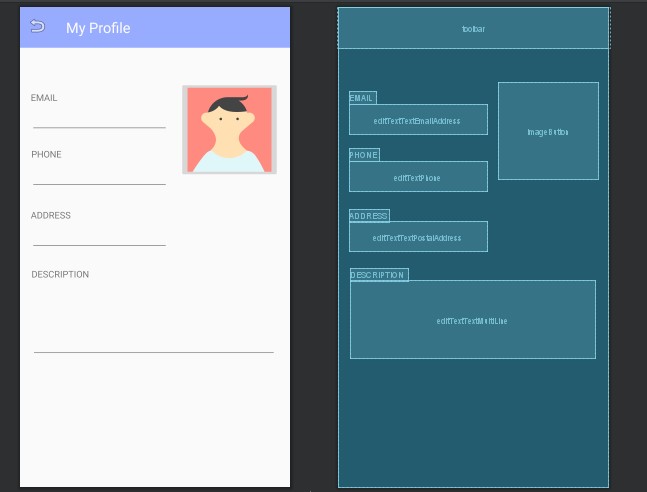 My Profile
EMAIL
PHONE
ADDRESS
DESCRIPTION
toolbar
EMAIL
editTextTextEmailAddress
ImageButton
PHONE
editTextPhone
ADDRESS
editTextTextPostalAddress
DESCRIPTION
editTextTextMultiLine